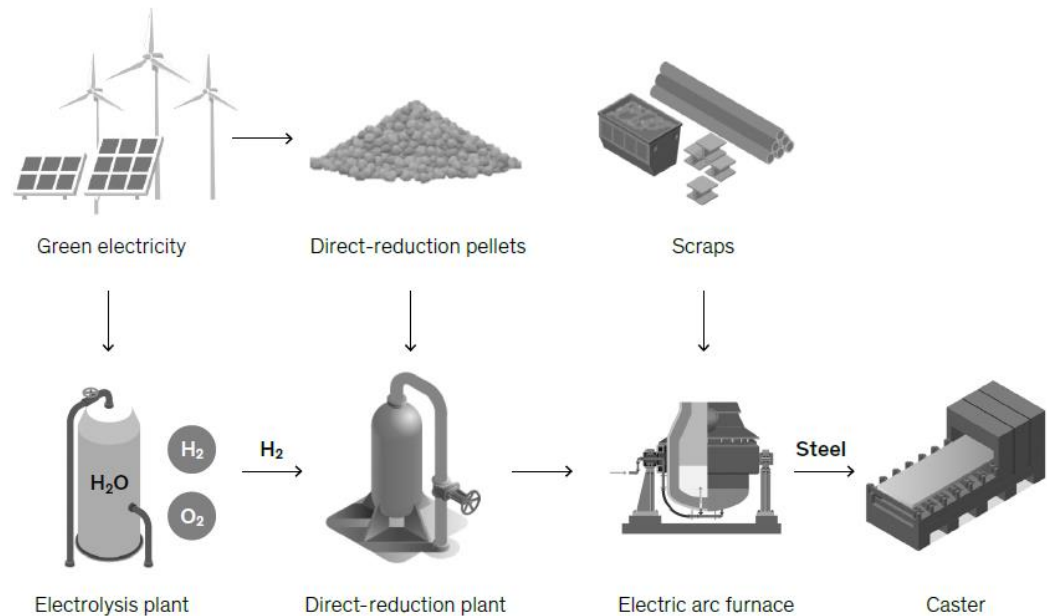 Green electricity
Direct-reduction pellets
Scraps
H₂O
H₂
O₂
H₂
Steel
Electrolysis plant
Direct-reduction plant
Electric arc furnace
Caster